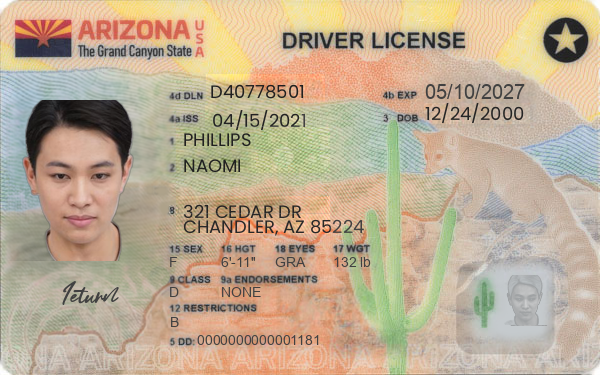 ARIZONA USA
The Grand Canyon State
DRIVER LICENSE
4d DLN D40778501
4b EXP 05/10/2027
4a ISS 04/15/2021
3 DOB 12/24/2000
1 PHILLIPS
2 NAOMI
8 321 CEDAR DR
CHANDLER, AZ 85224
15 SEX 16 HGT 18 EYES 17 WGT
F 6'-11" GRA 132 lb
9 CLASS 9a ENDORSEMENTS
D NONE
12 RESTRICTIONS
B
5 DD: 0000000000001181
ARIZONA ARIZONA ARIZONA ARIZONA